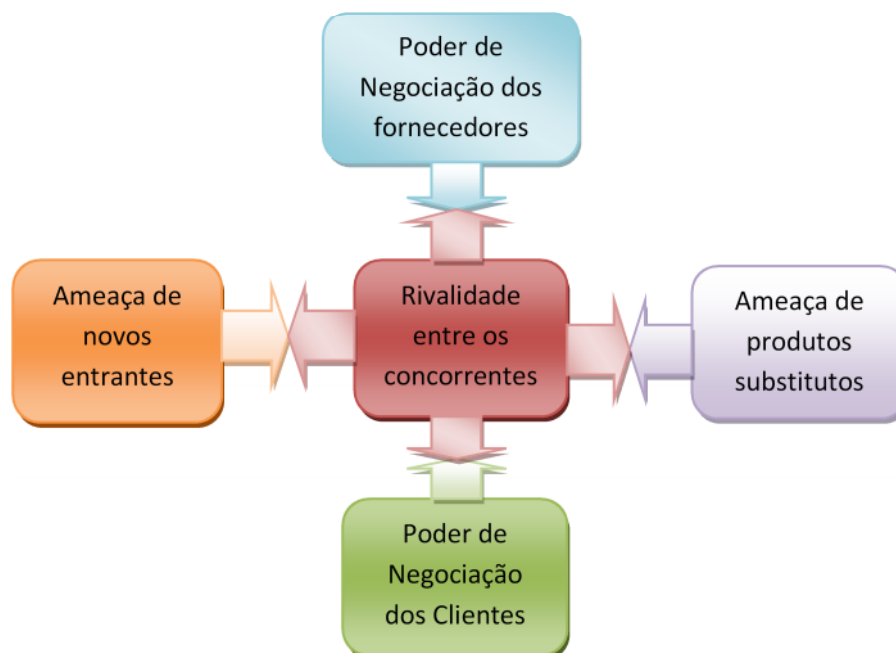 Poder de
Negociação dos
fornecedores
Ameaça de
novos
entrantes
Rivalidade
entre os
concorrentes
Ameaça de
produtos
substitutos
Poder de
Negociação
dos Clientes